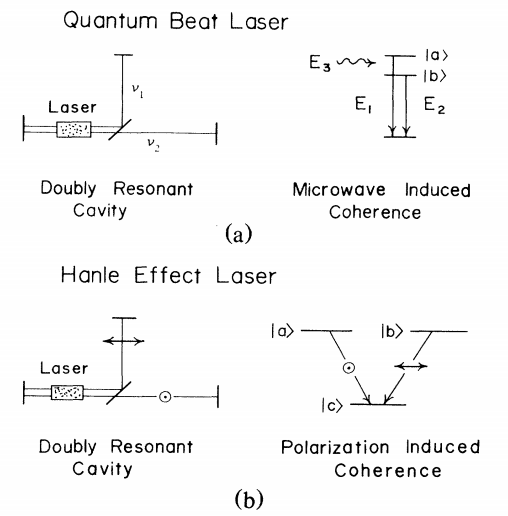 Quantum Beat Laser
E₃
|a⟩
|b⟩
ν₁
Laser
E₁ E₂
ν₂
Doubly Resonant
Cavity
Microwave Induced
Coherence
(a)
Hanle Effect Laser
|a⟩ |b⟩
Laser
|c⟩
Doubly Resonant
Cavity
Polarization Induced
Coherence
(b)